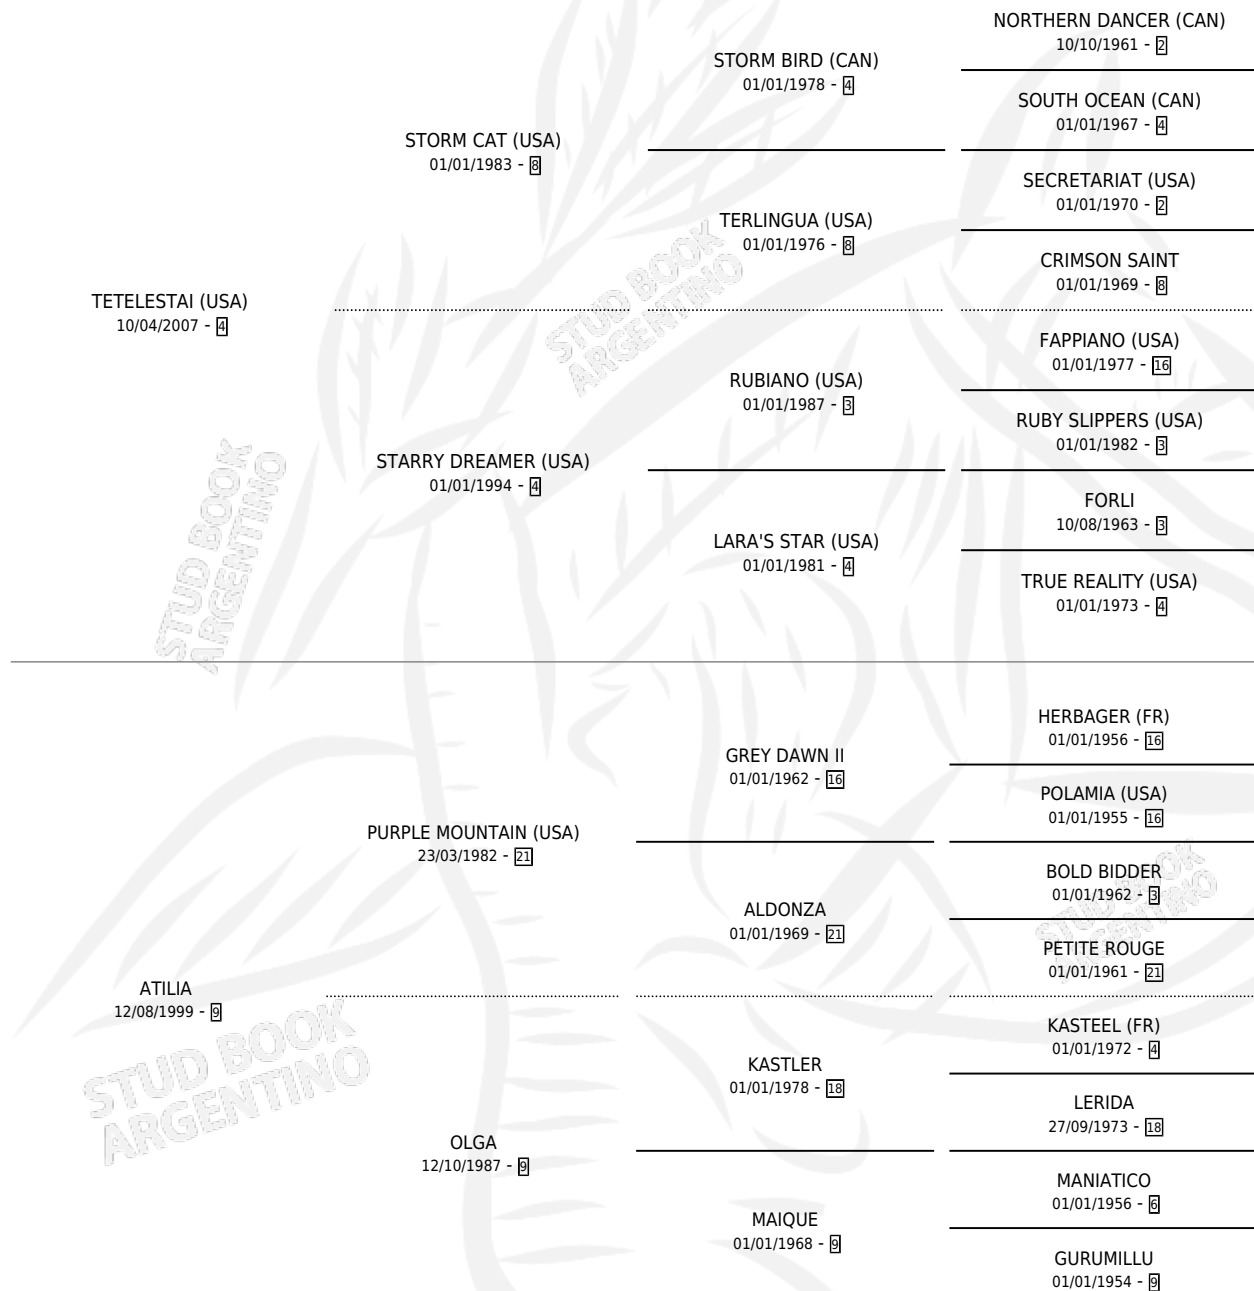 TETELESTAI (USA)
10/04/2007 - 4
STORM CAT (USA)
01/01/1983 - 8
STORM BIRD (CAN)
01/01/1978 - 4
NORTHERN DANCER (CAN)
10/10/1961 - 2
SOUTH OCEAN (CAN)
01/01/1967 - 4
TERLINGUA (USA)
01/01/1976 - 8
SECRETARIAT (USA)
01/01/1970 - 2
CRIMSON SAINT
01/01/1969 - 8
STARRY DREAMER (USA)
01/01/1994 - 4
RUBIANO (USA)
01/01/1987 - 3
FAPPIANO (USA)
01/01/1977 - 16
RUBY SLIPPERS (USA)
01/01/1982 - 3
LARA'S STAR (USA)
01/01/1981 - 4
FORLI
10/08/1963 - 3
TRUE REALITY (USA)
01/01/1973 - 4
ATILIA
12/08/1999 - 9
PURPLE MOUNTAIN (USA)
23/03/1982 - 21
GREY DAWN II
01/01/1962 - 16
HERBAGER (FR)
01/01/1956 - 16
POLAMIA (USA)
01/01/1955 - 16
ALDONZA
01/01/1969 - 21
BOLD BIDDER
01/01/1962 - 3
PETITE ROUGE
01/01/1961 - 21
OLGA
12/10/1987 - 9
KASTLER
01/01/1978 - 18
KASTEEL (FR)
01/01/1972 - 4
LERIDA
27/09/1973 - 18
MAIQUE
01/01/1968 - 9
MANIATICO
01/01/1956 - 6
GURUMILLU
01/01/1954 - 9
STUD BOOK
ARGENTINO
STUD BOOK
ARGENTINO
STUD BOOK
ARGENTINO
STUD BOOK
ARGENTINO